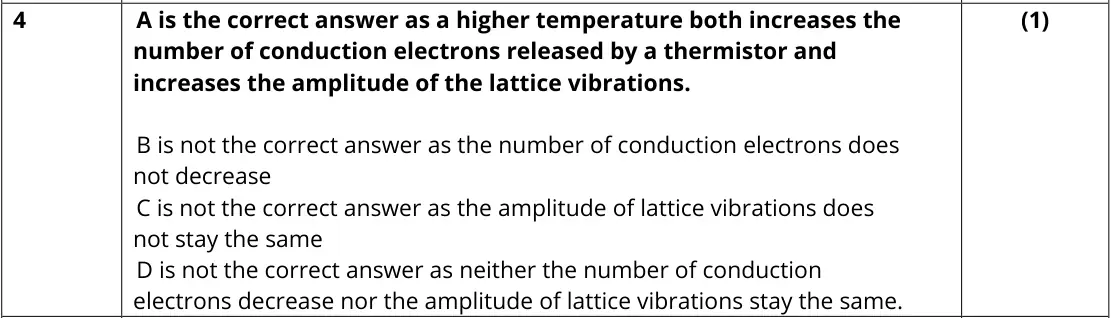 4 A is the correct answer as a higher temperature both increases the (1)
number of conduction electrons released by a thermistor and
increases the amplitude of the lattice vibrations.
B is not the correct answer as the number of conduction electrons does
not decrease
C is not the correct answer as the amplitude of lattice vibrations does
not stay the same
D is not the correct answer as neither the number of conduction
electrons decrease nor the amplitude of lattice vibrations stay the same.